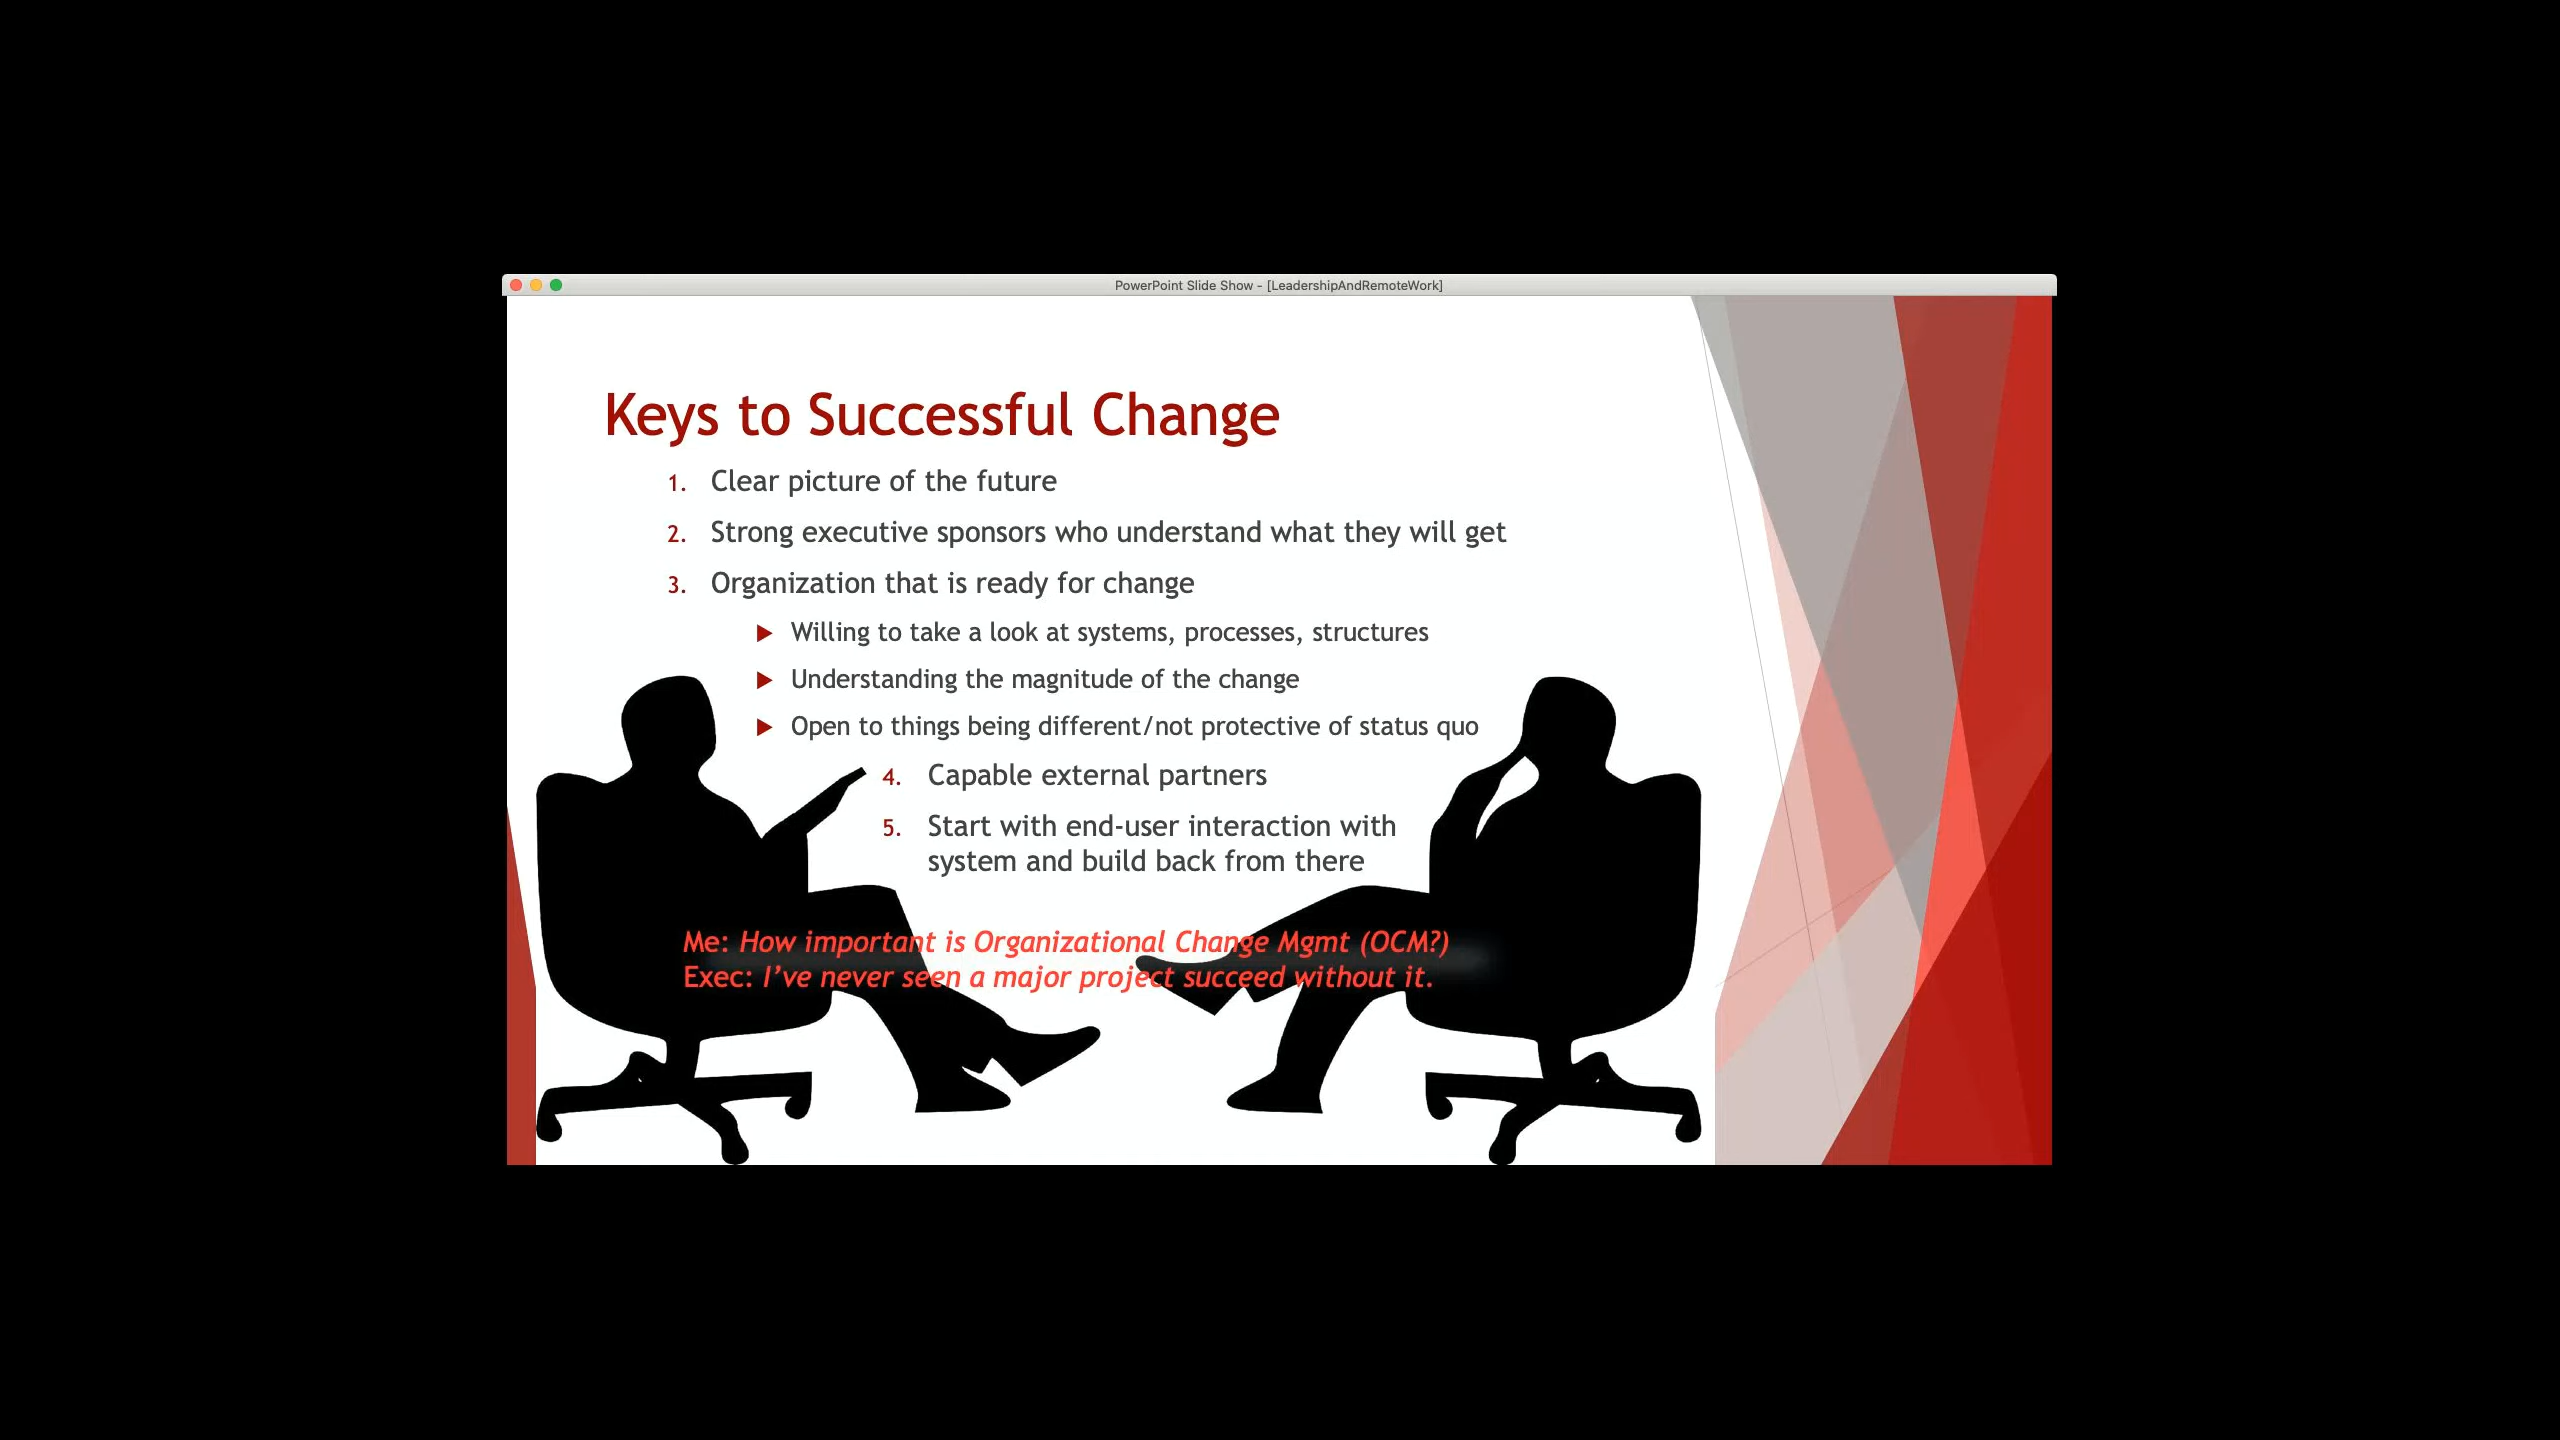 PowerPoint Slide Show - [LeadershipAndRemoteWork]
Keys to Successful Change
1. Clear picture of the future
2. Strong executive sponsors who understand what they will get
3. Organization that is ready for change
Willing to take a look at systems, processes, structures
Understanding the magnitude of the change
Open to things being different/not protective of status quo
4. Capable external partners
5. Start with end-user interaction with
system and build back from there
Me: How important is Organizational Change Mgmt (OCM?)
Exec: I’ve never seen a major project succeed without it.